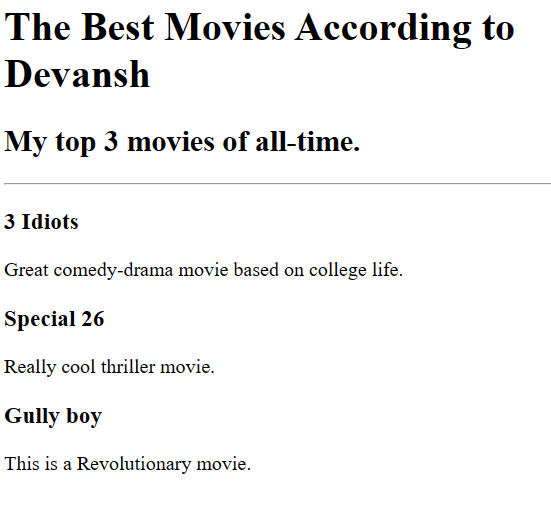 The Best Movies According to
Devansh
My top 3 movies of all-time.
3 Idiots
Great comedy-drama movie based on college life.
Special 26
Really cool thriller movie.
Gully boy
This is a Revolutionary movie.